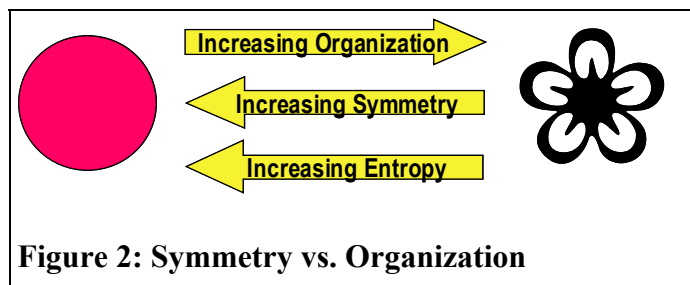 Increasing Organization
Increasing Symmetry
Increasing Entropy
Figure 2: Symmetry vs. Organization